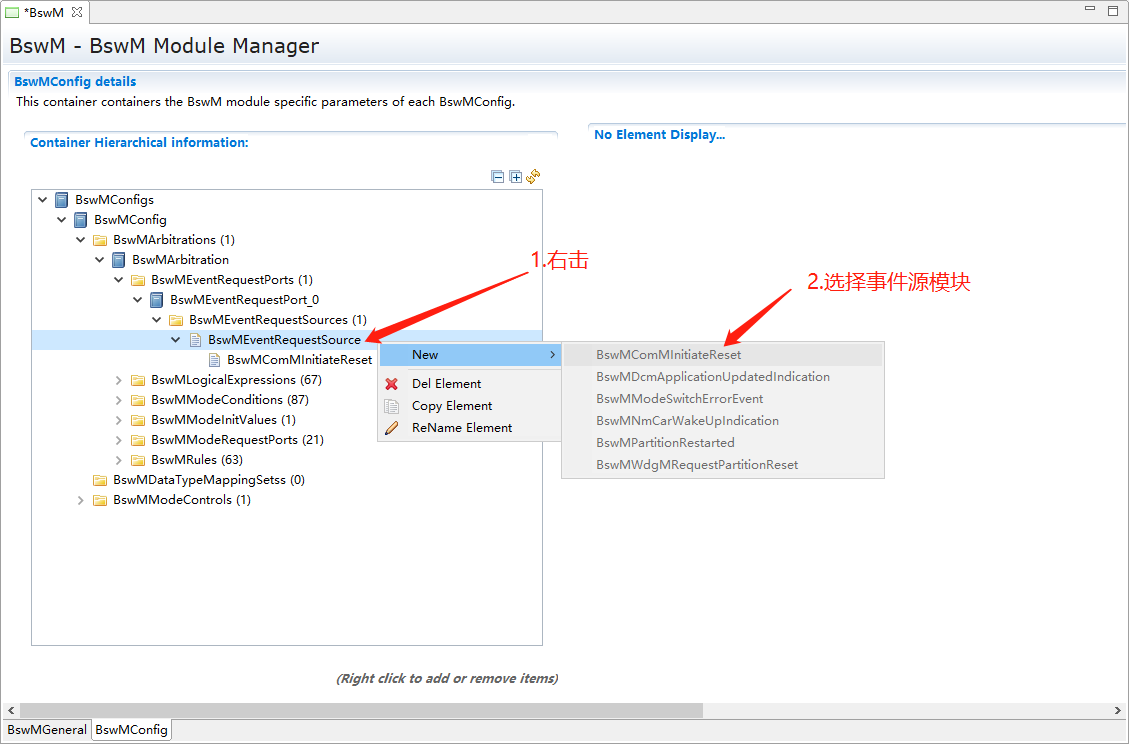 *BswM
BswM - BswM Module Manager
BswMConfig details
This container containers the BswM module specific parameters of each BswMConfig.
Container Hierarchical information:
No Element Display...
BswMConfigs
BswMConfig
BswMArbitrations (1)
BswMArbitration
BswMEventRequestPorts (1)
BswMEventRequestPort_0
BswMEventRequestSources (1)
BswMEventRequestSource
BswMComMInitiateReset
BswMLogicalExpressions (67)
BswMModeConditions (87)
BswMModeInitValues (1)
BswMModeRequestPorts (21)
BswMRules (63)
BswMDataTypeMappingSetss (0)
BswMModeControls (1)
1.右击
2.选择事件源模块
New
Del Element
Copy Element
ReName Element
BswMComMInitiateReset
BswMDcmApplicationUpdatedIndication
BswMModeSwitchErrorEvent
BswMNmCarWakeUpIndication
BswMPartitionRestarted
BswMWdgMRequestPartitionReset
(Right click to add or remove items)
BswMGeneral
BswMConfig